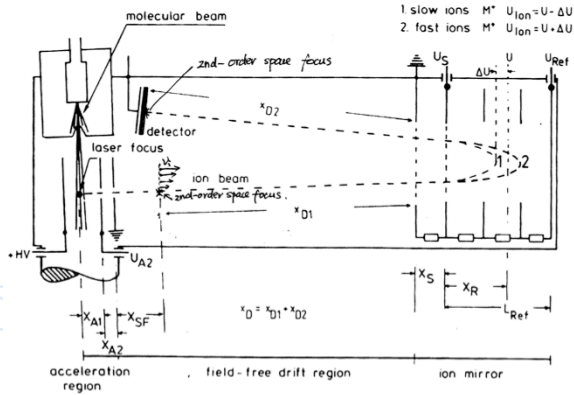 1. slow ions M⁺ U_Ion = U-ΔU
2. fast ions M⁺ U_Ion = U+ΔU
molecular beam
2nd-order space focus
U_S
U
U_Ref
ΔU
x_D2
detector
laser focus
ion beam
1
2
2nd-order space focus.
x_D1
+HV
U_A2
X_S
X_A1
X_SF
x_D = x_D1 + x_D2
X_R
L_Ref
X_A2
acceleration
region
field-free drift region
ion mirror